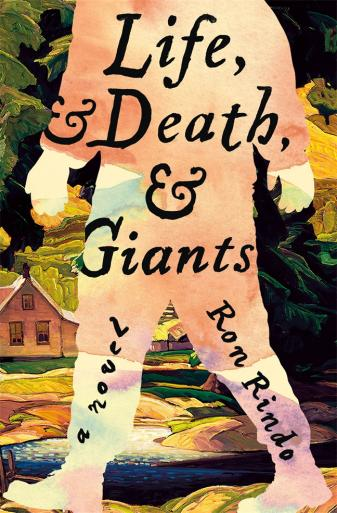 Life,
& Death,
&
Giants
a novel
Ron Rindo